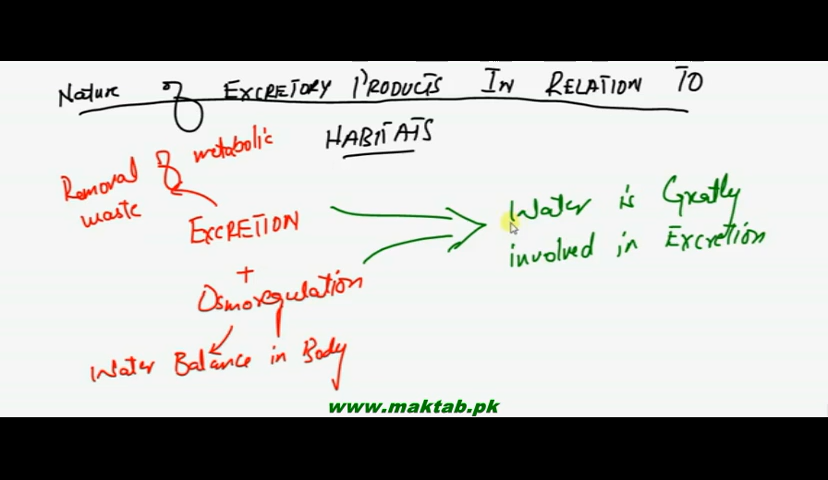 Nature of EXCRETORY PRODUCTS IN RELATION TO
HABITATS
Removal of metabolic
waste
EXCRETION
+
Osmoregulation
Water Balance in Body
Water is Greatly
involved in Excretion
www.maktab.pk